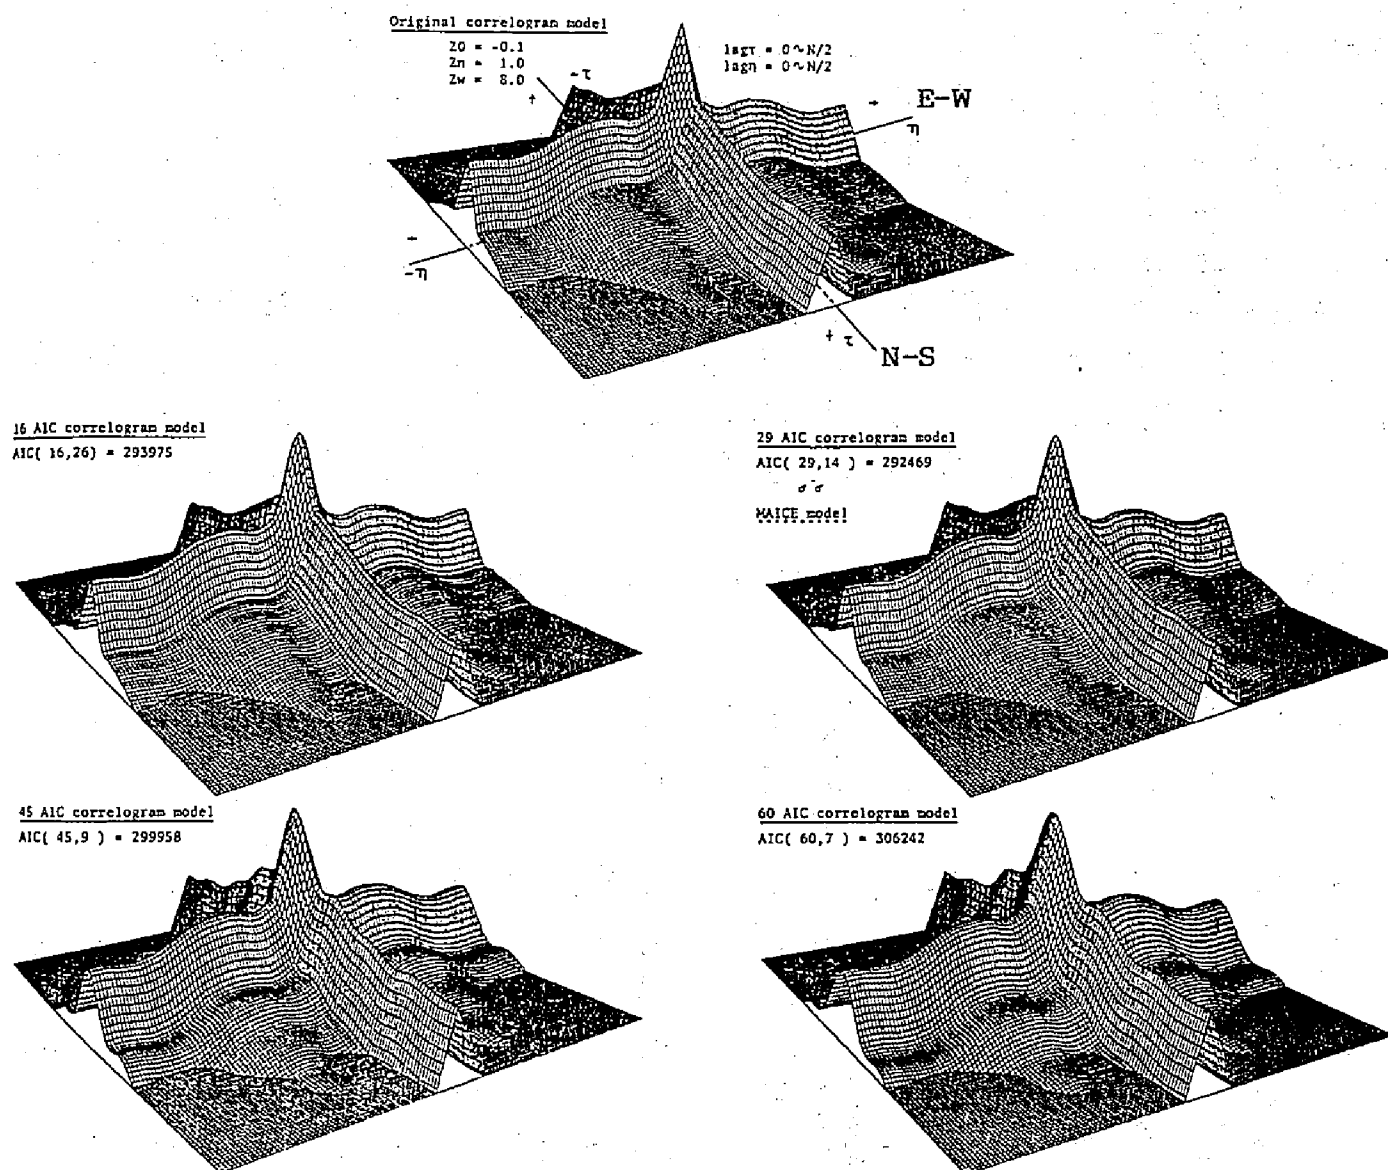 Original correlogram model
Z0 = -0.1
Zη = 1.0
Zw = 8.0
lagτ = 0∿N/2
lagη = 0∿N/2
-τ
+
→
E-W
η
→
-η
+ τ
N-S
16 AIC correlogram model
AIC( 16,26) = 293975
29 AIC correlogram model
AIC( 29,14 ) = 292469
MAICE model
45 AIC correlogram model
AIC( 45,9 ) = 299958
60 AIC correlogram model
AIC( 60,7 ) = 306242